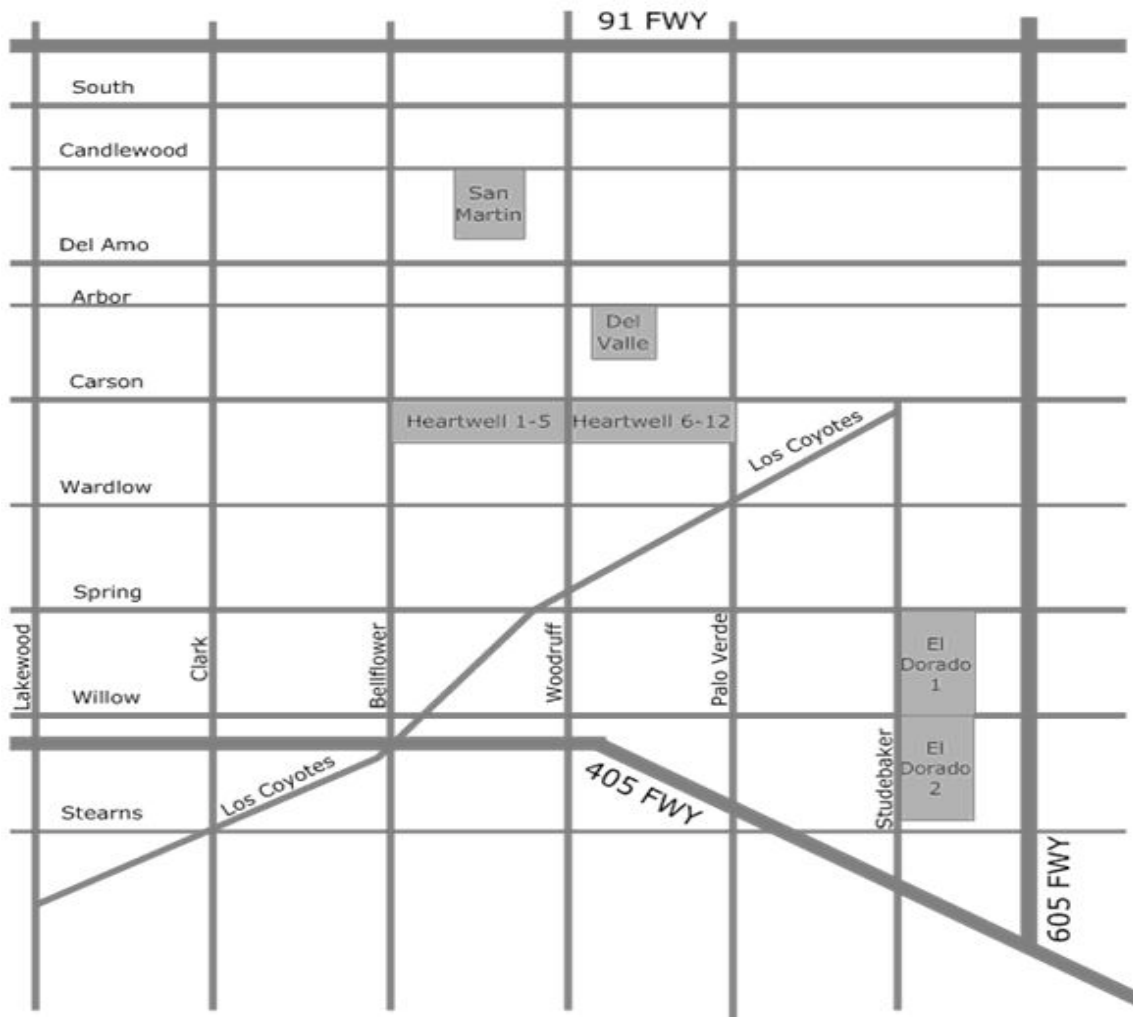 91 FWY
South
Candlewood
San
Martin
Del Amo
Arbor
Del
Valle
Carson
Heartwell 1-5
Heartwell 6-12
Los Coyotes
Wardlow
Spring
Lakewood
Clark
Bellflower
Woodruff
Palo Verde
El
Dorado
1
Willow
Studebaker
El
Dorado
2
Los Coyotes
405 FWY
Stearns
605 FWY